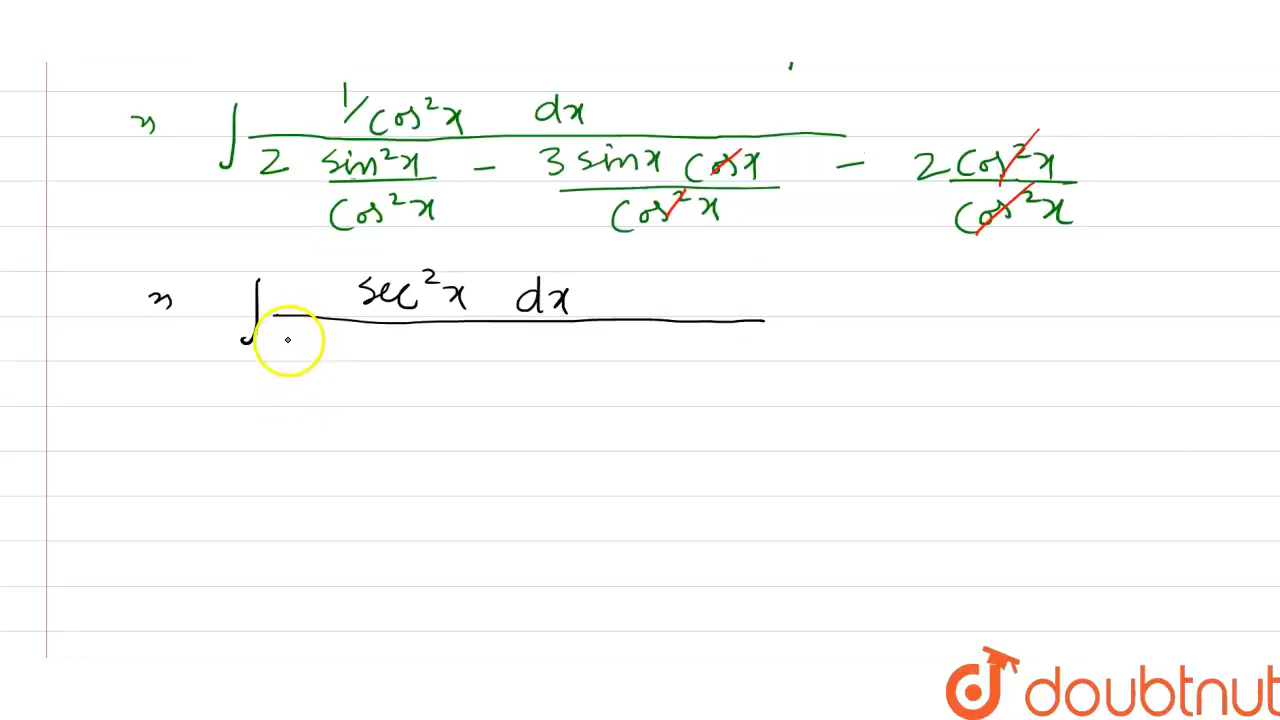 ⇒ ∫ 1/cos²x dx
2 sin²x/cos²x - 3 sinx cosx/cos²x - 2cos²x/cos²x
⇒ ∫ sec²x dx
doubtnut